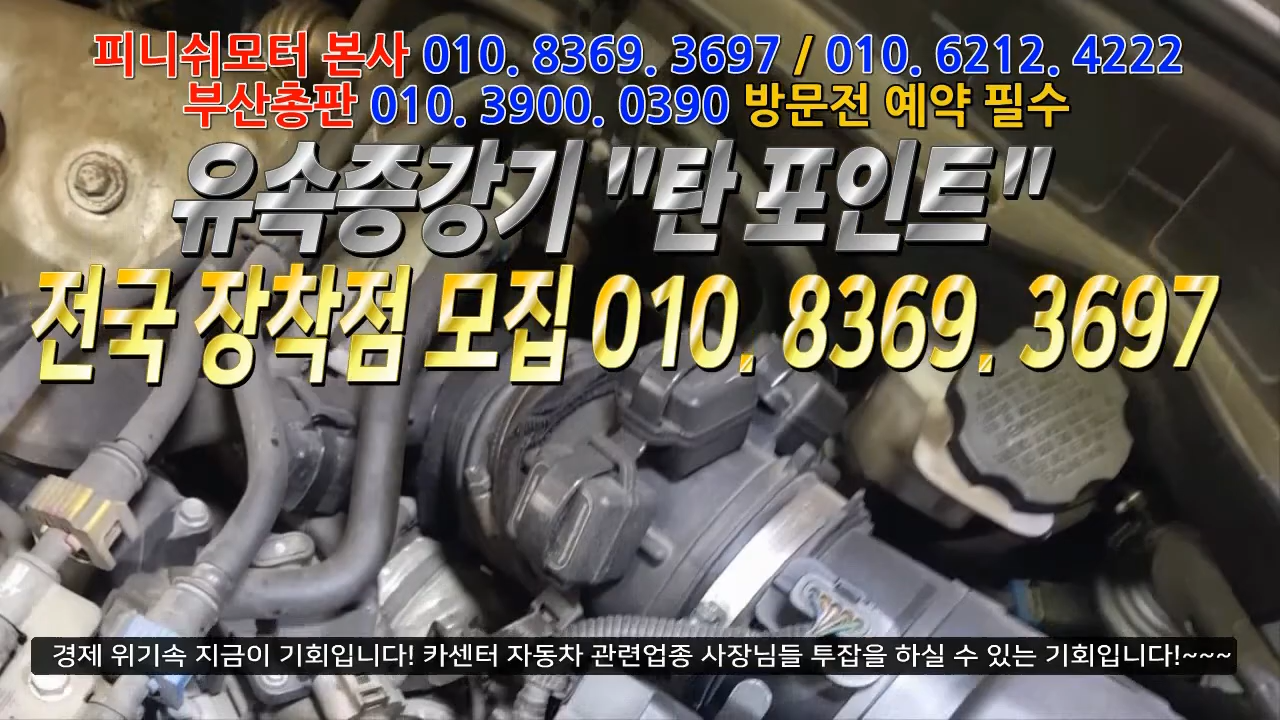 피니쉬모터 본사 010. 8369. 3697 / 010. 6212. 4222
부산총판 010. 3900. 0390 방문전 예약 필수
유속증강기 "탄 포인트"
전국 장착점 모집 010. 8369. 3697
경제 위기속 지금이 기회입니다! 카센터 자동차 관련업종 사장님들 투잡을 하실 수 있는 기회입니다!~~~